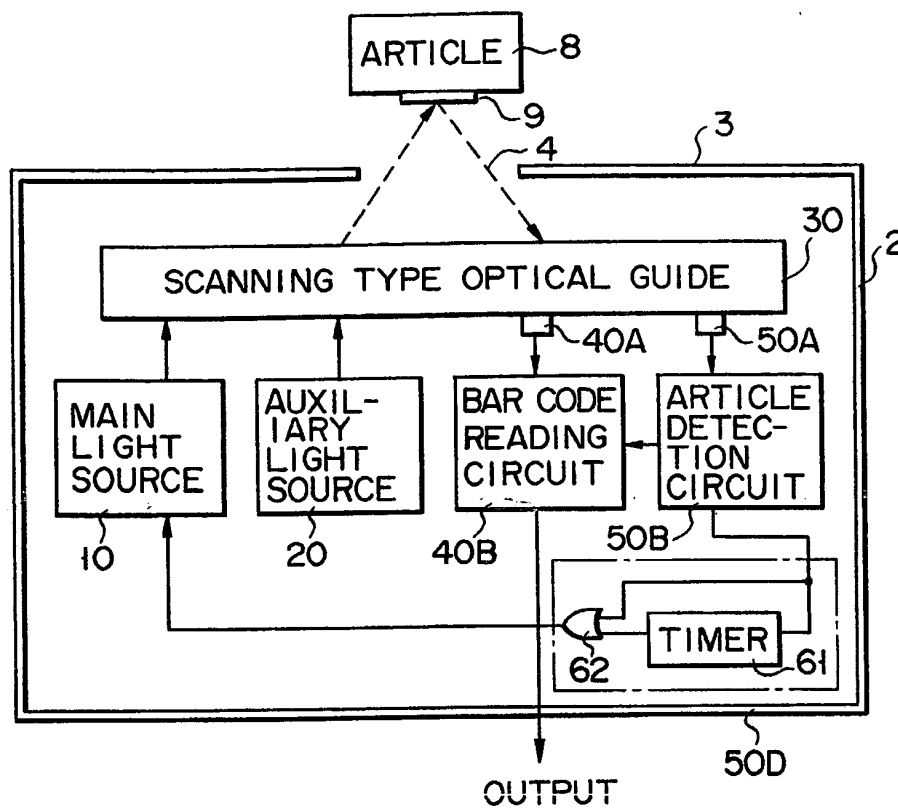 ARTICLE
8
9
3
4
30
2
SCANNING TYPE OPTICAL GUIDE
40A
50A
MAIN
LIGHT
SOURCE
AUXIL-
IARY
LIGHT
SOURCE
BAR CODE
READING
CIRCUIT
ARTICLE
DETEC-
TION
CIRCUIT
10
20
40B
50B
62
TIMER
61
50D
OUTPUT